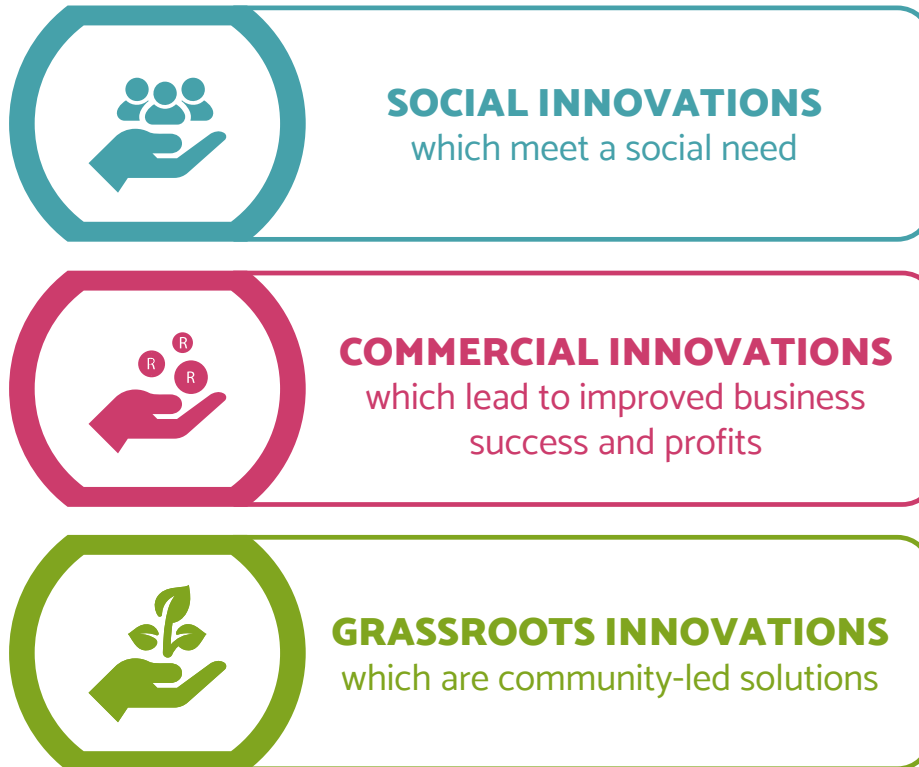 SOCIAL INNOVATIONS
which meet a social need
R
R
R
COMMERCIAL INNOVATIONS
which lead to improved business
success and profits
GRASSROOTS INNOVATIONS
which are community-led solutions